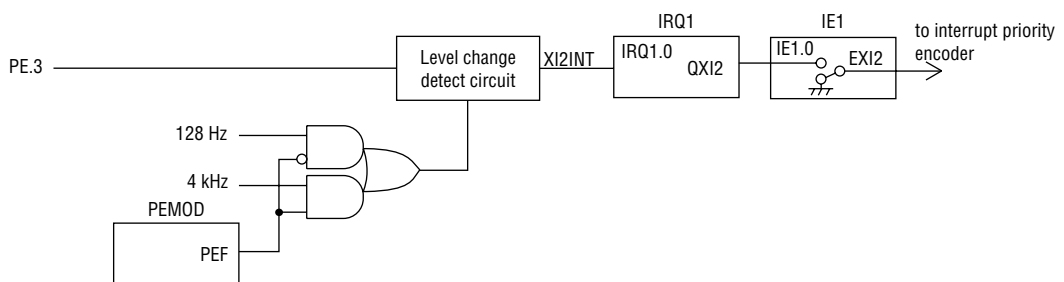 IRQ1
IE1
to interrupt priority
encoder
PE.3
Level change
detect circuit
XI2INT
IRQ1.0
QXI2
IE1.0
EXI2
128 Hz
4 kHz
PEMOD
PEF